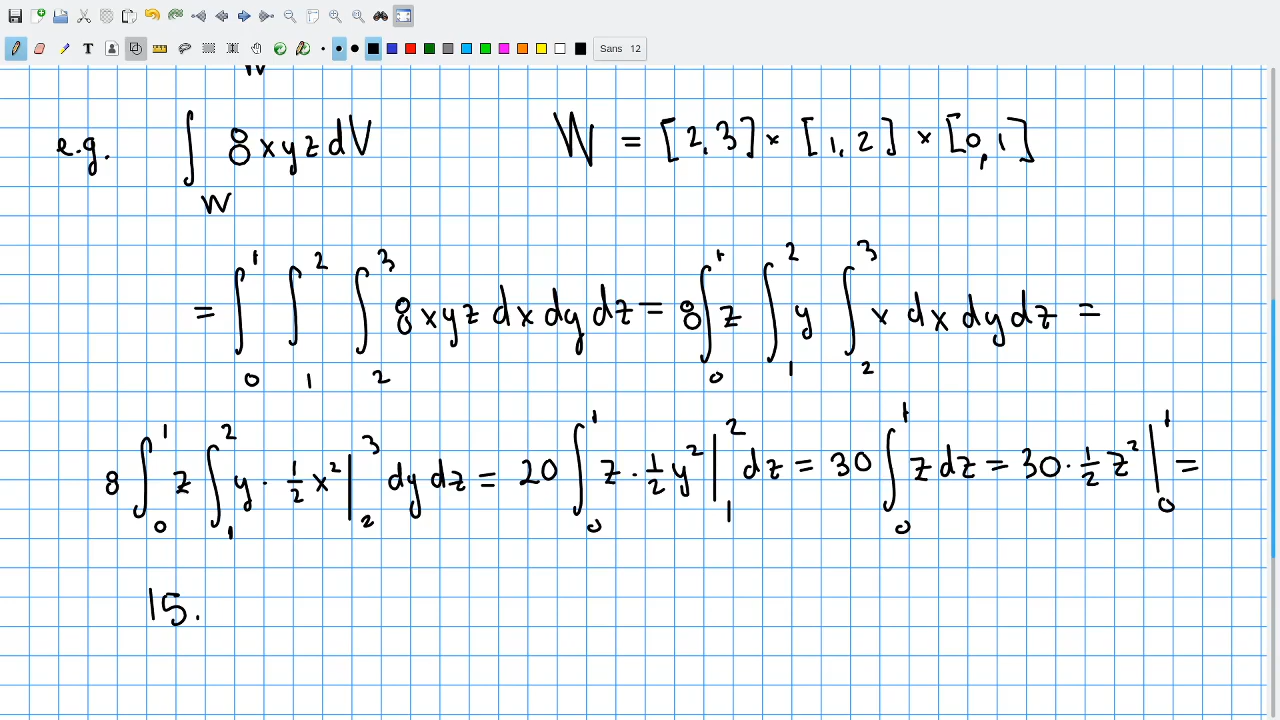 Sans 12
W
e.g. ∫_W 8xyz dV W = [2,3] × [1,2] × [0,1]
= ∫_0^1 ∫_1^2 ∫_2^3 8xyz dx dy dz = 8 ∫_0^1 z ∫_1^2 y ∫_2^3 x dx dy dz =
8 ∫_0^1 z ∫_1^2 y · 1/2 x² |_2^3 dy dz = 20 ∫_0^1 z · 1/2 y² |_1^2 dz = 30 ∫_0^1 z dz = 30 · 1/2 z² |_0^1 =
15.